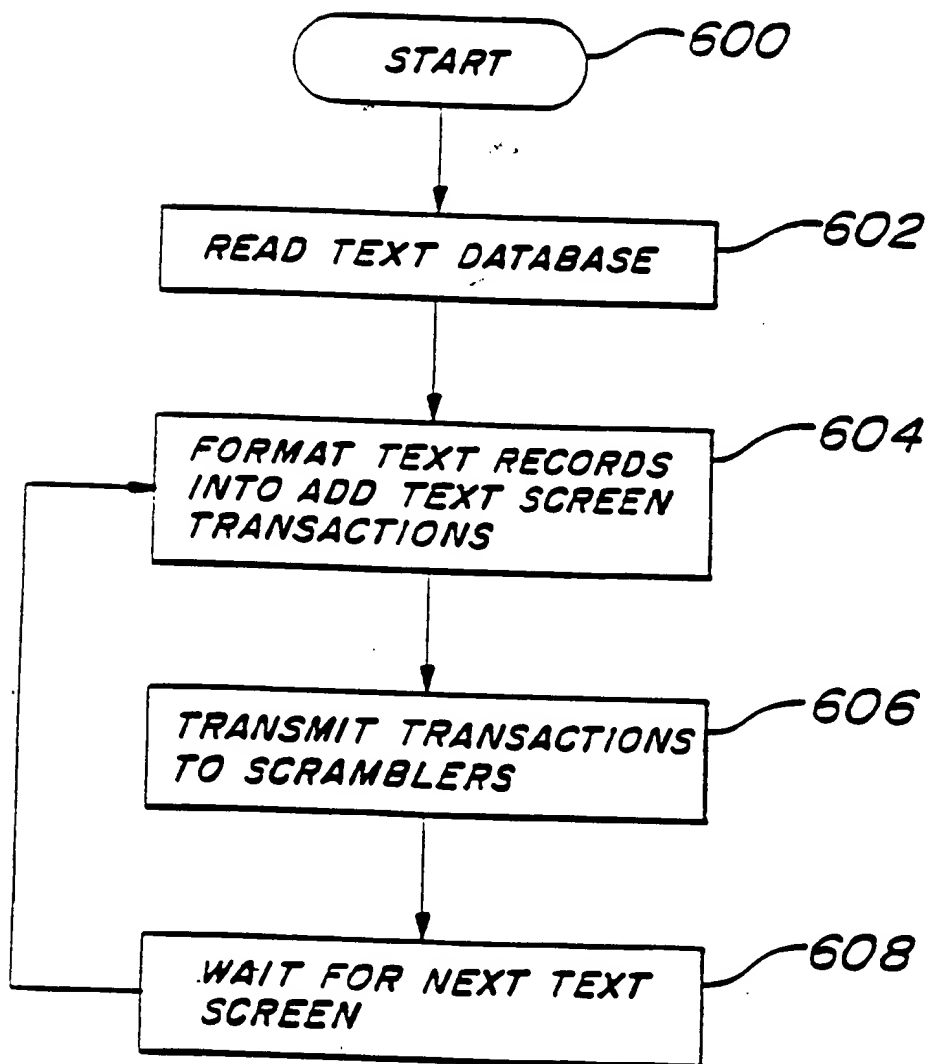 START
600
READ TEXT DATABASE
602
FORMAT TEXT RECORDS
INTO ADD TEXT SCREEN
TRANSACTIONS
604
TRANSMIT TRANSACTIONS
TO SCRAMBLERS
606
WAIT FOR NEXT TEXT
SCREEN
608